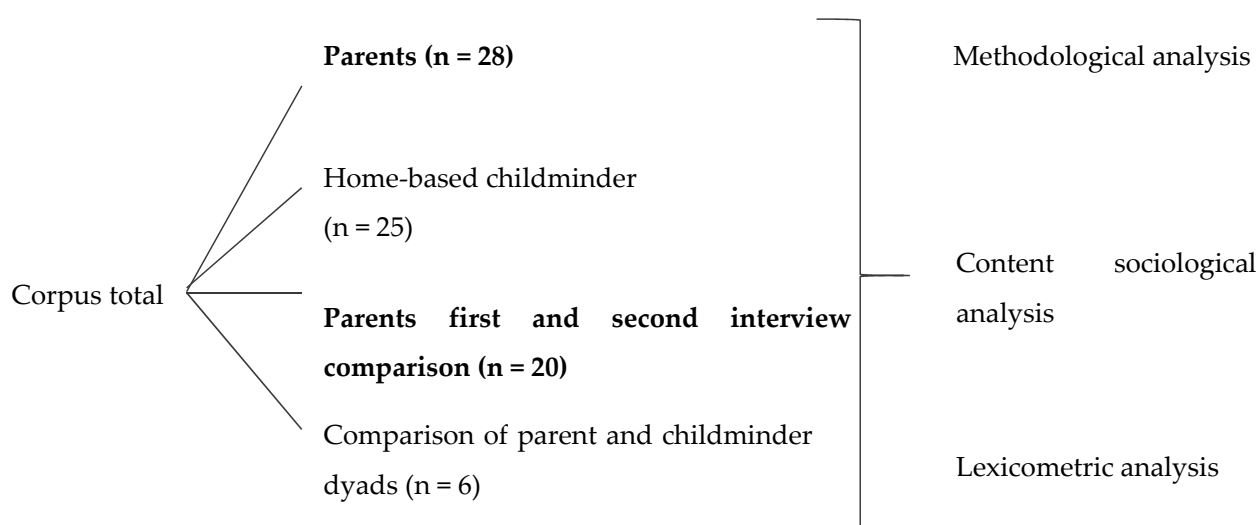 Parents (n = 28)
Methodological analysis
Home-based childminder
(n = 25)
Content sociological
analysis
Corpus total
Parents first and second interview
comparison (n = 20)
Comparison of parent and childminder
dyads (n = 6)
Lexicometric analysis